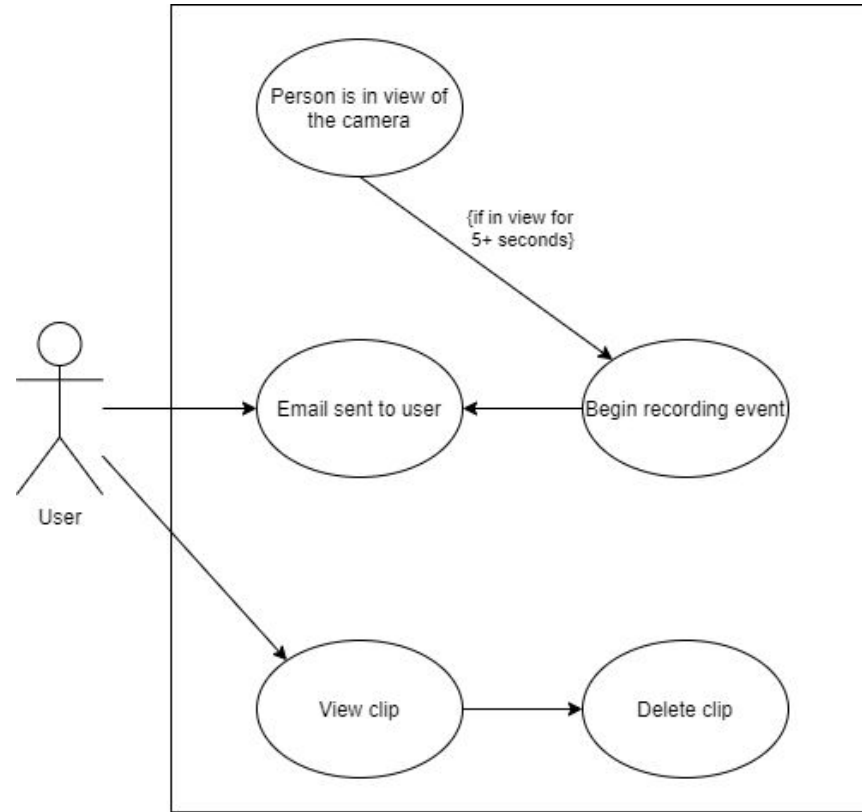 Person is in view of
the camera
{if in view for
5+ seconds}
Email sent to user
Begin recording event
User
View clip
Delete clip